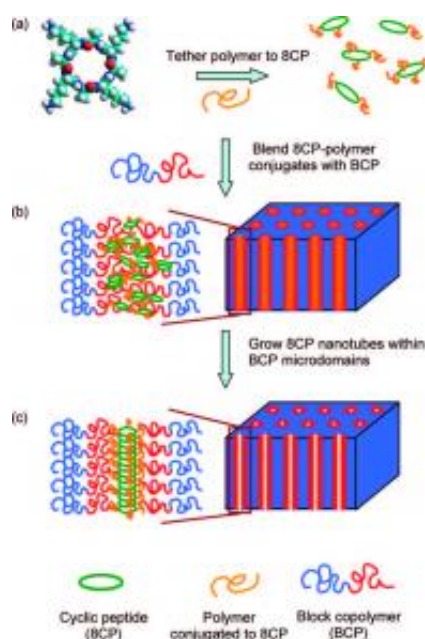 (a)
Tether polymer to 8CP
Blend 8CP-polymer
conjugates with BCP
(b)
Grow 8CP nanotubes within
BCP microdomains
(c)
Cyclic peptide
(8CP)
Polymer
conjugated to 8CP
Block copolymer
(BCP)